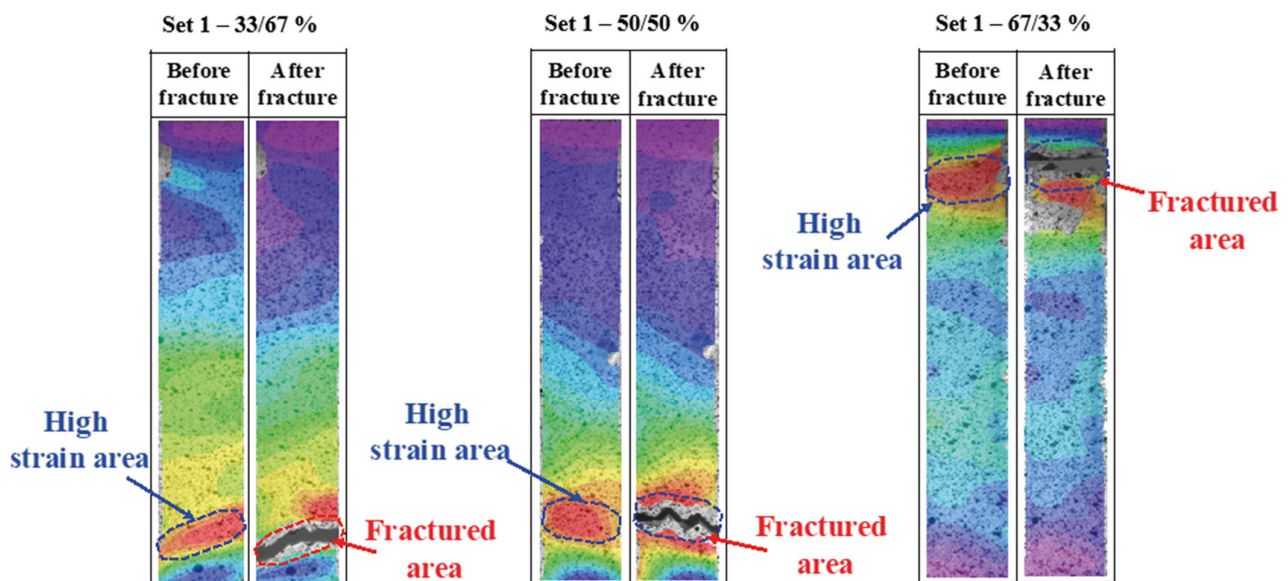 Set 1 – 33/67 %
Before
fracture
After
fracture
High
strain area
Fractured
area
Set 1 – 50/50 %
Before
fracture
After
fracture
High
strain area
Fractured
area
Set 1 – 67/33 %
Before
fracture
After
fracture
High
strain area
Fractured
area